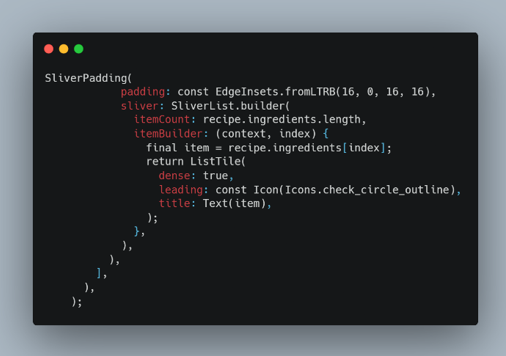 SliverPadding(
            padding: const EdgeInsets.fromLTRB(16, 0, 16, 16),
            sliver: SliverList.builder(
              itemCount: recipe.ingredients.length,
              itemBuilder: (context, index) {
                final item = recipe.ingredients[index];
                return ListTile(
                  dense: true,
                  leading: const Icon(Icons.check_circle_outline),
                  title: Text(item),
                );
              },
            ),
          ),
        ],
      ),
    );